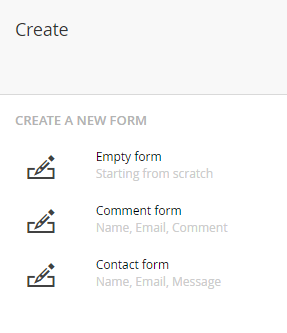 Create
CREATE A NEW FORM
Empty form
Starting from scratch
Comment form
Name, Email, Comment
Contact form
Name, Email, Message